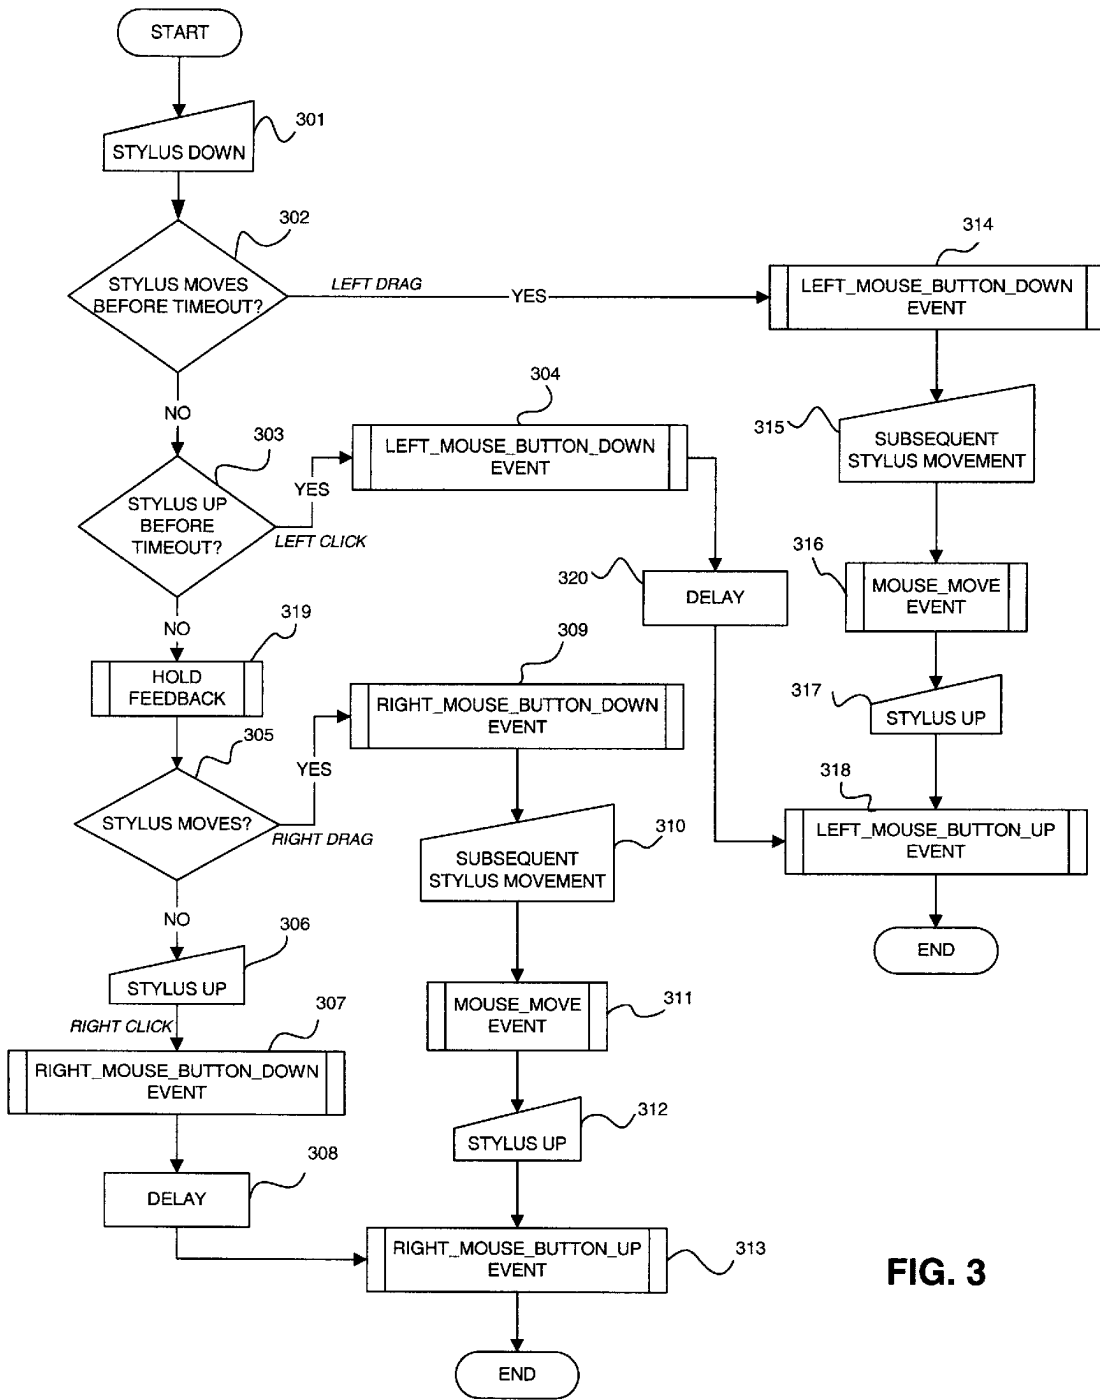 START
301
STYLUS DOWN
302
STYLUS MOVES
BEFORE TIMEOUT?
LEFT DRAG
YES
314
LEFT_MOUSE_BUTTON_DOWN
EVENT
NO
303
STYLUS UP
BEFORE
TIMEOUT?
YES
LEFT CLICK
304
LEFT_MOUSE_BUTTON_DOWN
EVENT
315
SUBSEQUENT
STYLUS MOVEMENT
320
DELAY
316
MOUSE_MOVE
EVENT
NO
319
HOLD
FEEDBACK
309
RIGHT_MOUSE_BUTTON_DOWN
EVENT
317
STYLUS UP
305
STYLUS MOVES?
YES
RIGHT DRAG
318
LEFT_MOUSE_BUTTON_UP
EVENT
310
SUBSEQUENT
STYLUS MOVEMENT
END
NO
306
STYLUS UP
RIGHT CLICK
307
RIGHT_MOUSE_BUTTON_DOWN
EVENT
311
MOUSE_MOVE
EVENT
312
STYLUS UP
308
DELAY
313
RIGHT_MOUSE_BUTTON_UP
EVENT
END
FIG. 3